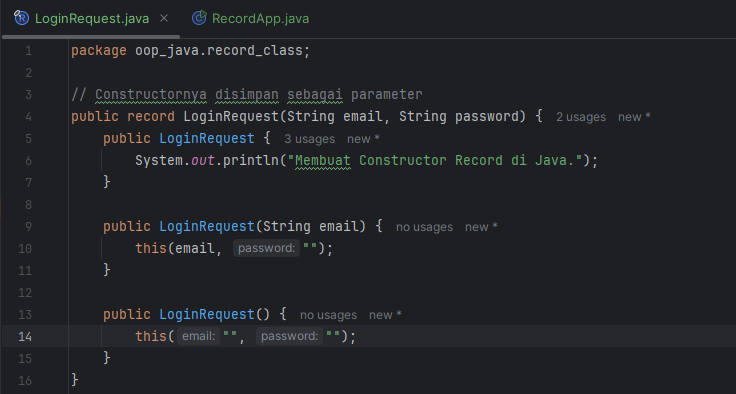 LoginRequest.java × RecordApp.java
1 package oop_java.record_class;
2
3 // Constructornya disimpan sebagai parameter
4 public record LoginRequest(String email, String password) { 2 usages new *
5 public LoginRequest { 3 usages new *
6 System.out.println("Membuat Constructor Record di Java.");
7 }
8
9 public LoginRequest(String email) { no usages new *
10 this(email, password: "");
11 }
12
13 public LoginRequest() { no usages new *
14 this( email: "", password: "");
15 }
16 }